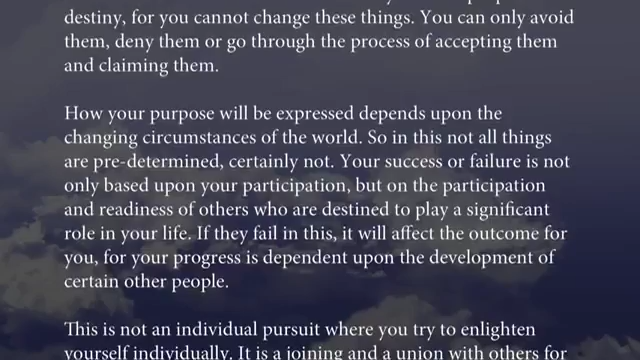 destiny, for you cannot change these things. You can only avoid
them, deny them or go through the process of accepting them
and claiming them.
How your purpose will be expressed depends upon the
changing circumstances of the world. So in this not all things
are pre-determined, certainly not. Your success or failure is not
only based upon your participation, but on the participation
and readiness of others who are destined to play a significant
role in your life. If they fail in this, it will affect the outcome for
you, for your progress is dependent upon the development of
certain other people.
This is not an individual pursuit where you try to enlighten
yourself individually. It is a joining and a union with others for